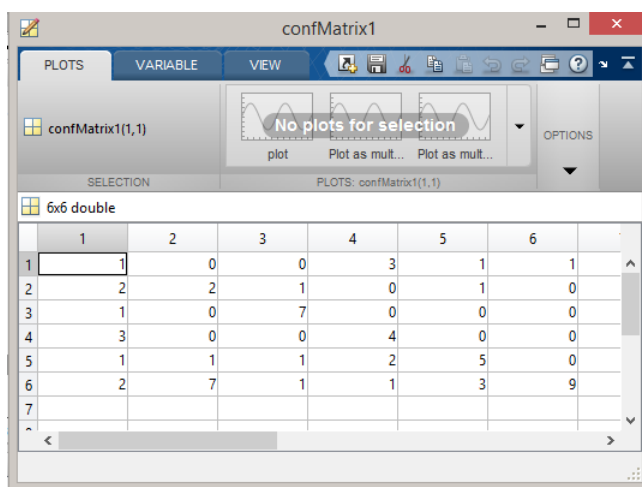 confMatrix1
PLOTS VARIABLE VIEW
confMatrix1(1,1)
No plots for selection
plot Plot as mult... Plot as mult...
OPTIONS
SELECTION PLOTS: confMatrix1(1,1)
6x6 double
1 2 3 4 5 6
1 1 0 0 3 1 1
2 2 2 1 0 1 0
3 1 0 7 0 0 0
4 3 0 0 4 0 0
5 1 1 1 2 5 0
6 2 7 1 1 3 9
7